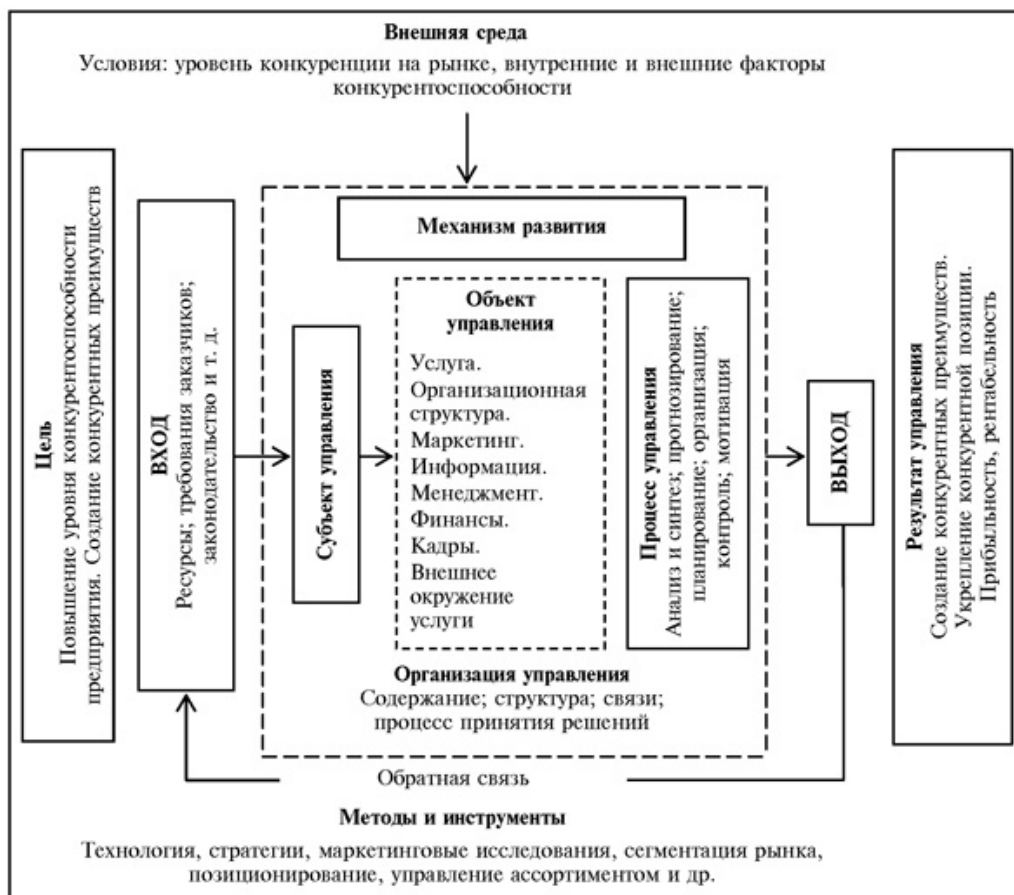 Внешняя среда
Условия: уровень конкуренции на рынке, внутренние и внешние факторы
конкурентоспособности
Цель
Повышение уровня конкурентоспособности
предприятия. Создание конкурентных преимуществ
ВХОД
Ресурсы; требования заказчиков;
законодательство и т. д.
Механизм развития
Субъект управления
Объект
управления
Услуга.
Организационная
структура.
Маркетинг.
Информация.
Менеджмент.
Финансы.
Кадры.
Внешнее
окружение
услуги
Процесс управления
Анализ и синтез; прогнозирование;
планирование; организация;
контроль; мотивация
Организация управления
Содержание; структура; связи;
процесс принятия решений
ВЫХОД
Результат управления
Создание конкурентных преимуществ.
Укрепление конкурентной позиции.
Прибыльность, рентабельность
Обратная связь
Методы и инструменты
Технология, стратегии, маркетинговые исследования, сегментация рынка,
позиционирование, управление ассортиментом и др.